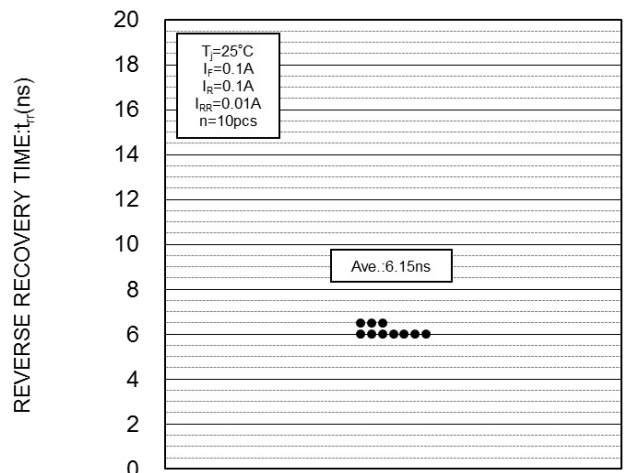 REVERSE RECOVERY TIME:trr(ns)
20
18
16
14
12
10
8
6
4
2
0
Tj=25°C
IF=0.1A
IR=0.1A
IRR=0.01A
n=10pcs
Ave.:6.15ns